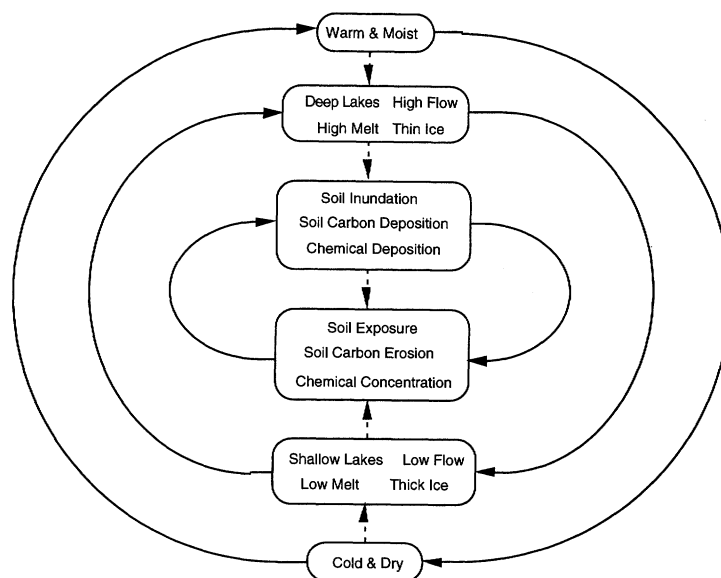 Warm & Moist
Deep Lakes High Flow
High Melt Thin Ice
Soil Inundation
Soil Carbon Deposition
Chemical Deposition
Soil Exposure
Soil Carbon Erosion
Chemical Concentration
Shallow Lakes Low Flow
Low Melt Thick Ice
Cold & Dry